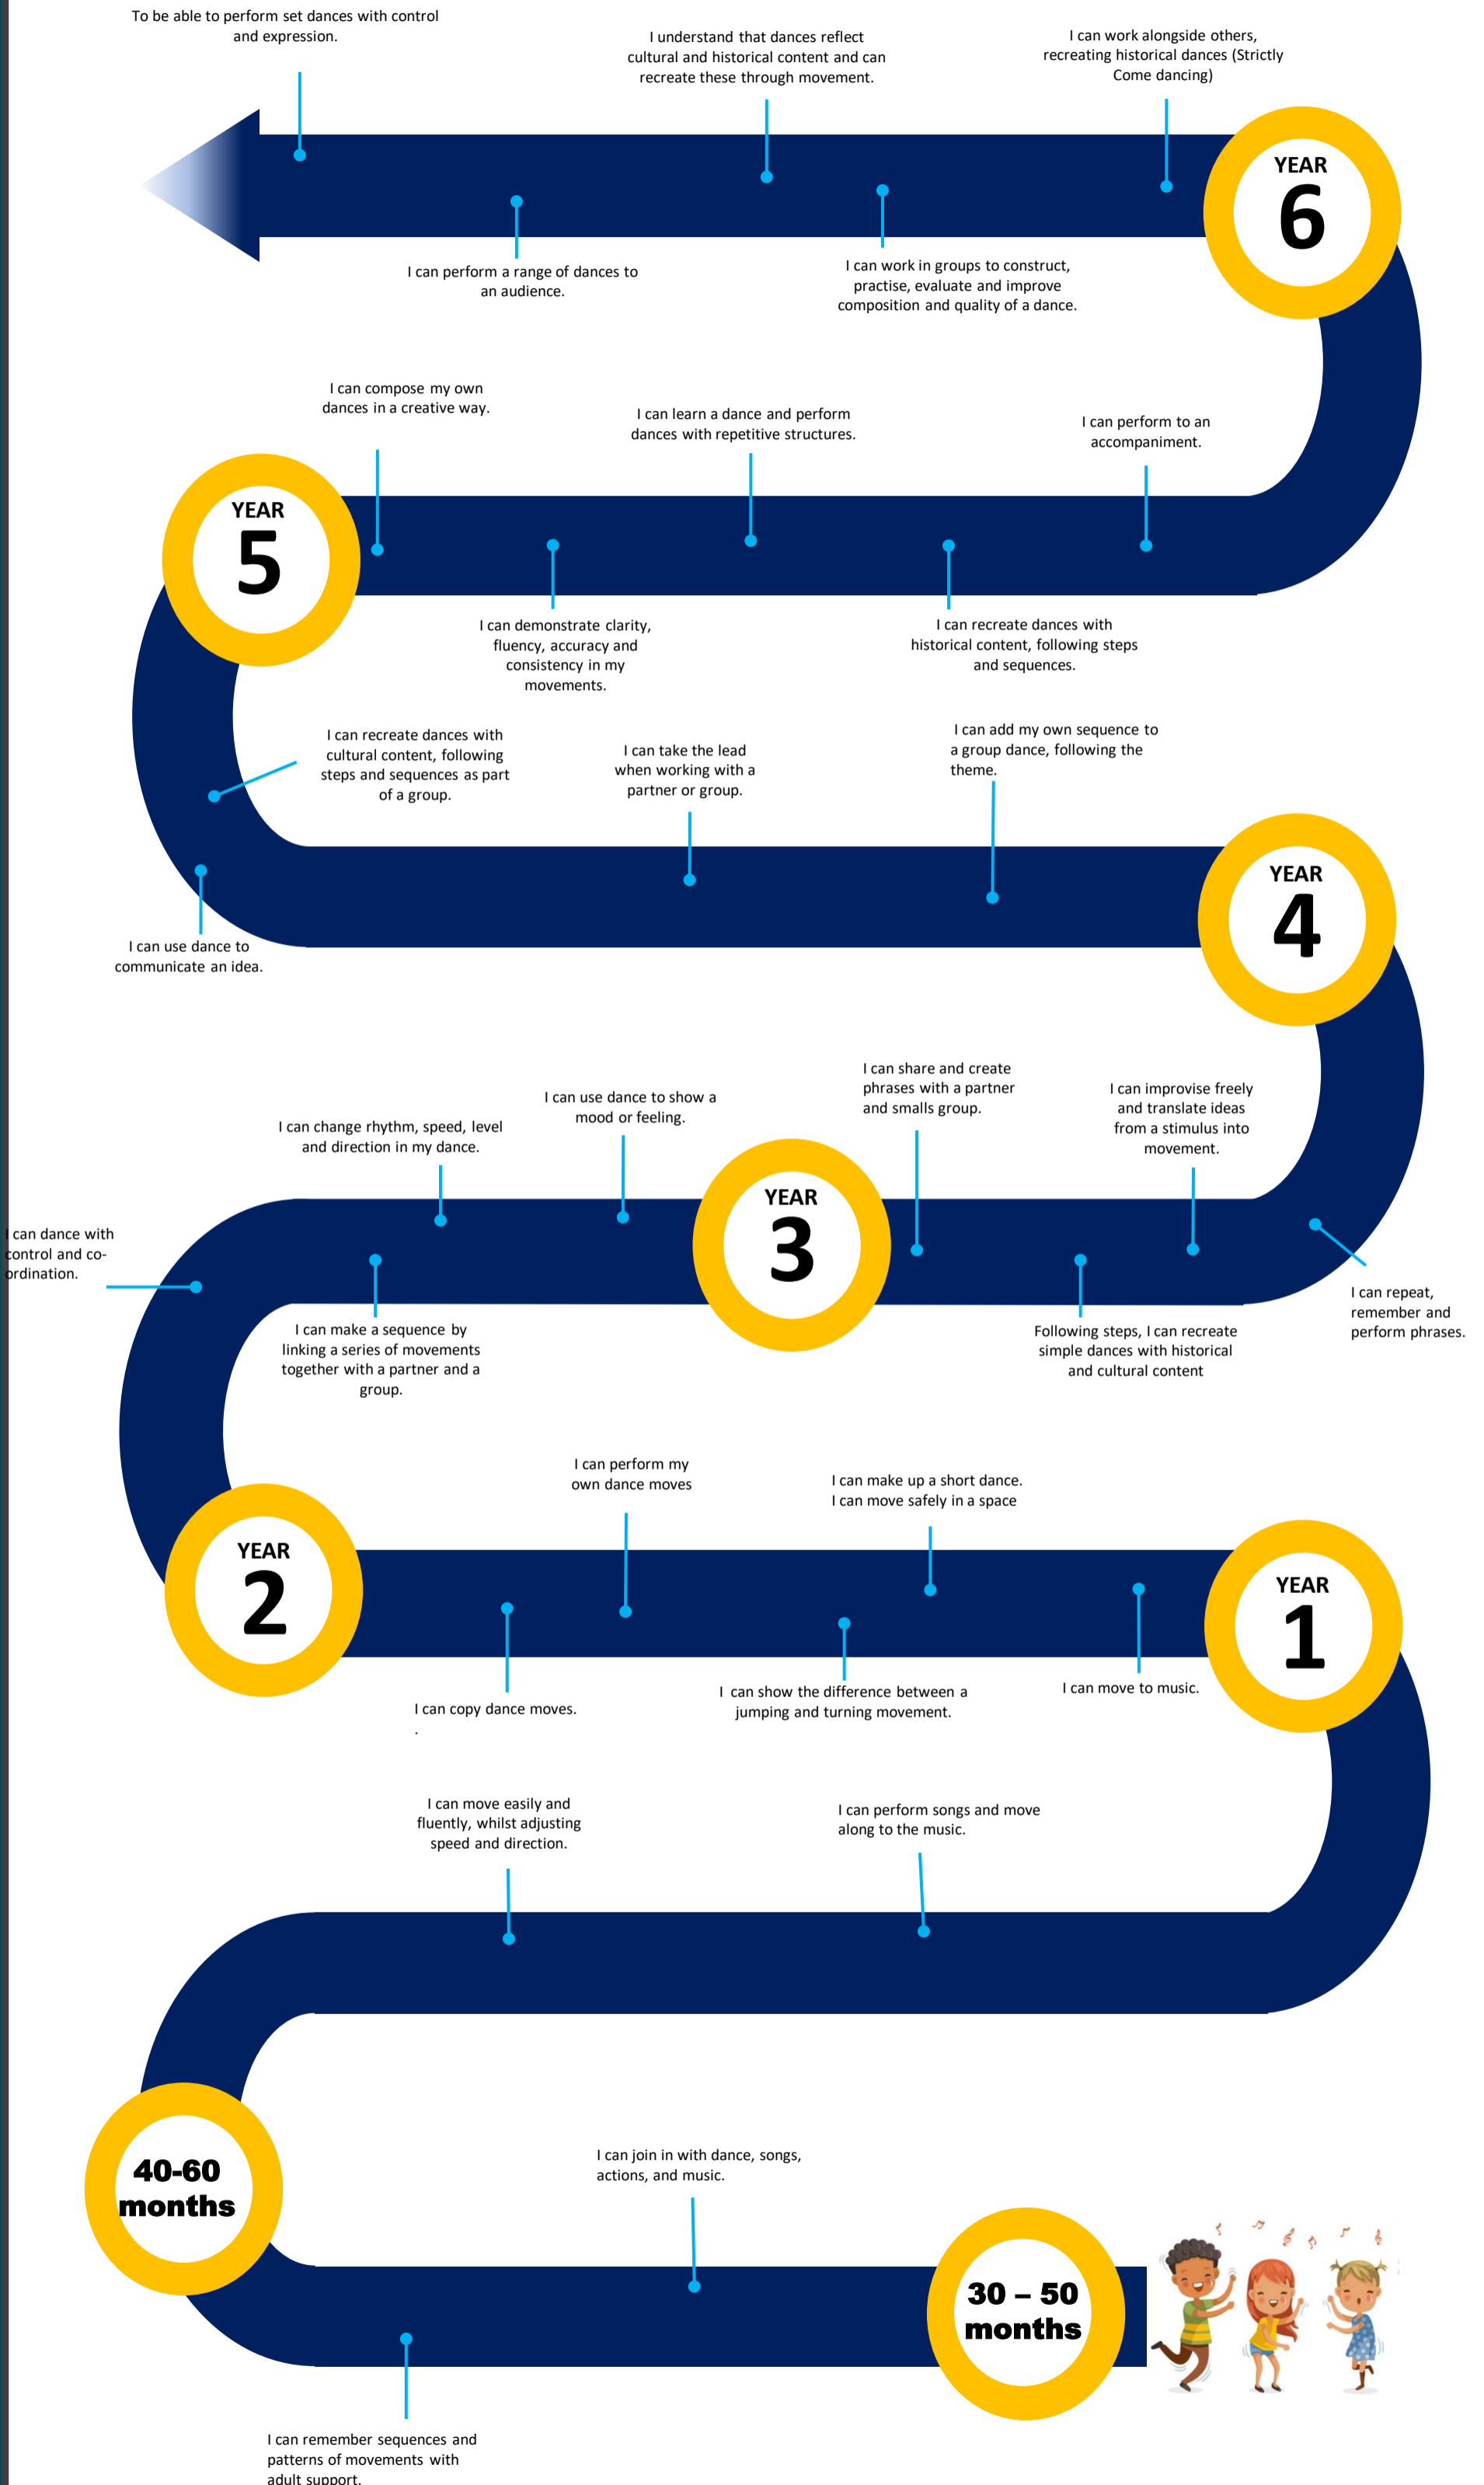 To be able to perform set dances with control
and expression.
I understand that dances reflect
cultural and historical content and can
recreate these through movement.
I can work alongside others,
recreating historical dances (Strictly
Come dancing)
YEAR
6
I can perform a range of dances to
an audience.
I can work in groups to construct,
practise, evaluate and improve
composition and quality of a dance.
I can compose my own
dances in a creative way.
I can learn a dance and perform
dances with repetitive structures.
I can perform to an
accompaniment.
YEAR
5
I can demonstrate clarity,
fluency, accuracy and
consistency in my
movements.
I can recreate dances with
historical content, following steps
and sequences.
I can recreate dances with
cultural content, following
steps and sequences as part
of a group.
I can take the lead
when working with a
partner or group.
I can add my own sequence to
a group dance, following the
theme.
YEAR
4
I can use dance to
communicate an idea.
I can change rhythm, speed, level
and direction in my dance.
I can use dance to show a
mood or feeling.
I can share and create
phrases with a partner
and smalls group.
I can improvise freely
and translate ideas
from a stimulus into
movement.
YEAR
3
I can dance with
control and co-
ordination.
I can make a sequence by
linking a series of movements
together with a partner and a
group.
Following steps, I can recreate
simple dances with historical
and cultural content
I can repeat,
remember and
perform phrases.
I can perform my
own dance moves
I can make up a short dance.
I can move safely in a space
YEAR
2
YEAR
1
I can copy dance moves.
.
I can show the difference between a
jumping and turning movement.
I can move to music.
I can move easily and
fluently, whilst adjusting
speed and direction.
I can perform songs and move
along to the music.
40-60
months
I can join in with dance, songs,
actions, and music.
30 – 50
months
I can remember sequences and
patterns of movements with
adult support.